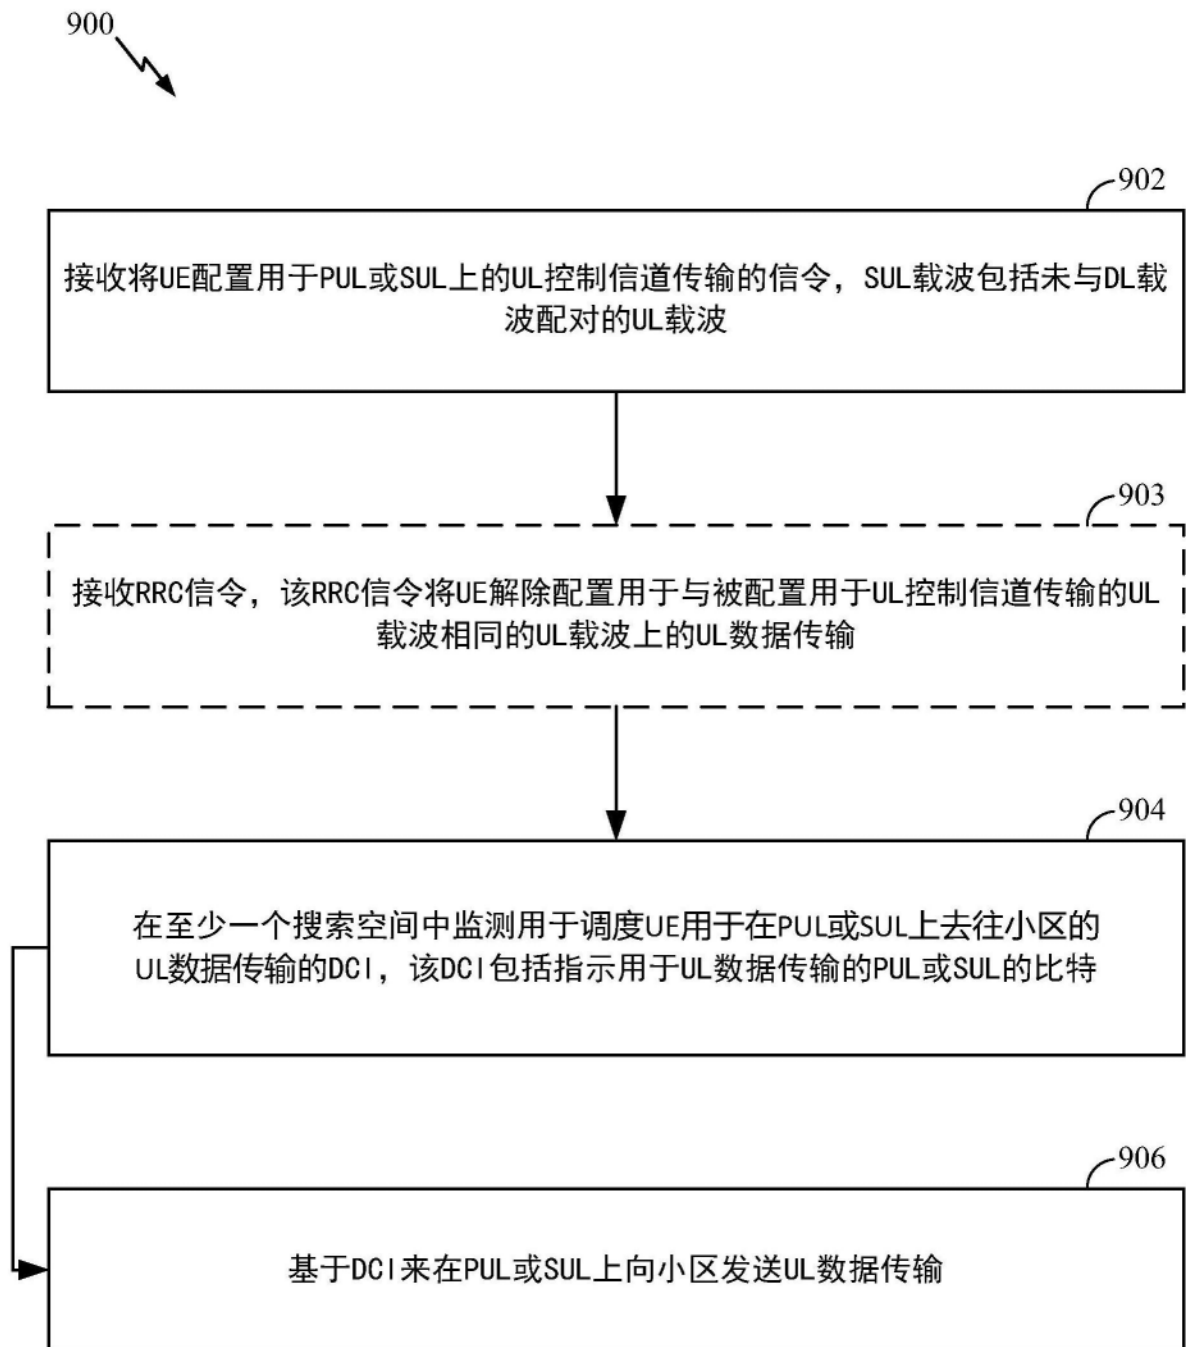 900
902
接收将UE配置用于PUL或SUL上的UL控制信道传输的信令，SUL载波包括未与DL载
波配对的UL载波
903
接收RRC信令，该RRC信令将UE解除配置用于与被配置用于UL控制信道传输的UL
载波相同的UL载波上的UL数据传输
904
在至少一个搜索空间中监测用于调度UE用于在PUL或SUL上去往小区的
UL数据传输的DCI，该DCI包括指示用于UL数据传输的PUL或SUL的比特
906
基于DCI来在PUL或SUL上向小区发送UL数据传输